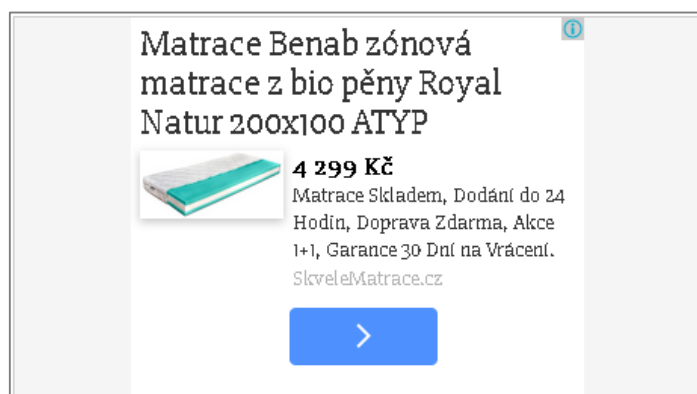 Matrace Benab zónová
matrace z bio pěny Royal
Natur 200x100 ATYP
4 299 Kč
Matrace Skladem, Dodání do 24
Hodin, Doprava Zdarma, Akce
1+1, Garance 30 Dní na Vrácení.
SkveleMatrace.cz